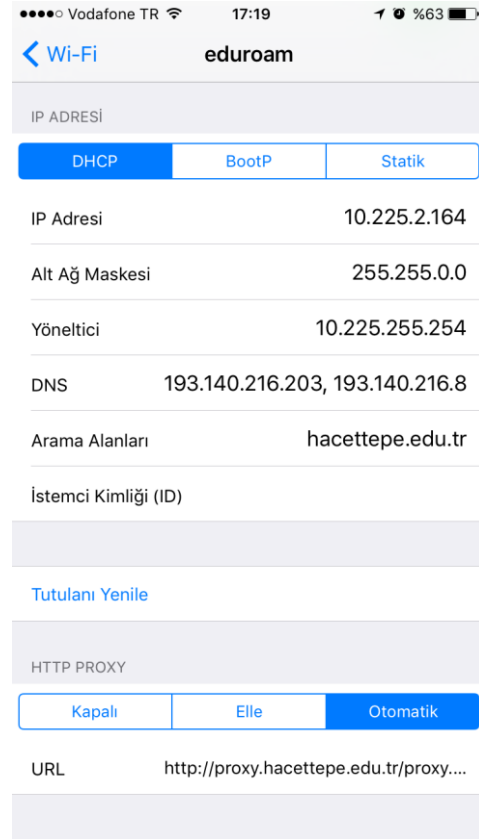 Vodafone TR 17:19 %63
Wi-Fi eduroam
IP ADRESİ
DHCP BootP Statik
IP Adresi 10.225.2.164
Alt Ağ Maskesi 255.255.0.0
Yöneltici 10.225.255.254
DNS 193.140.216.203, 193.140.216.8
Arama Alanları hacettepe.edu.tr
İstemci Kimliği (ID)
Tutulanı Yenile
HTTP PROXY
Kapalı Elle Otomatik
URL http://proxy.hacettepe.edu.tr/proxy....